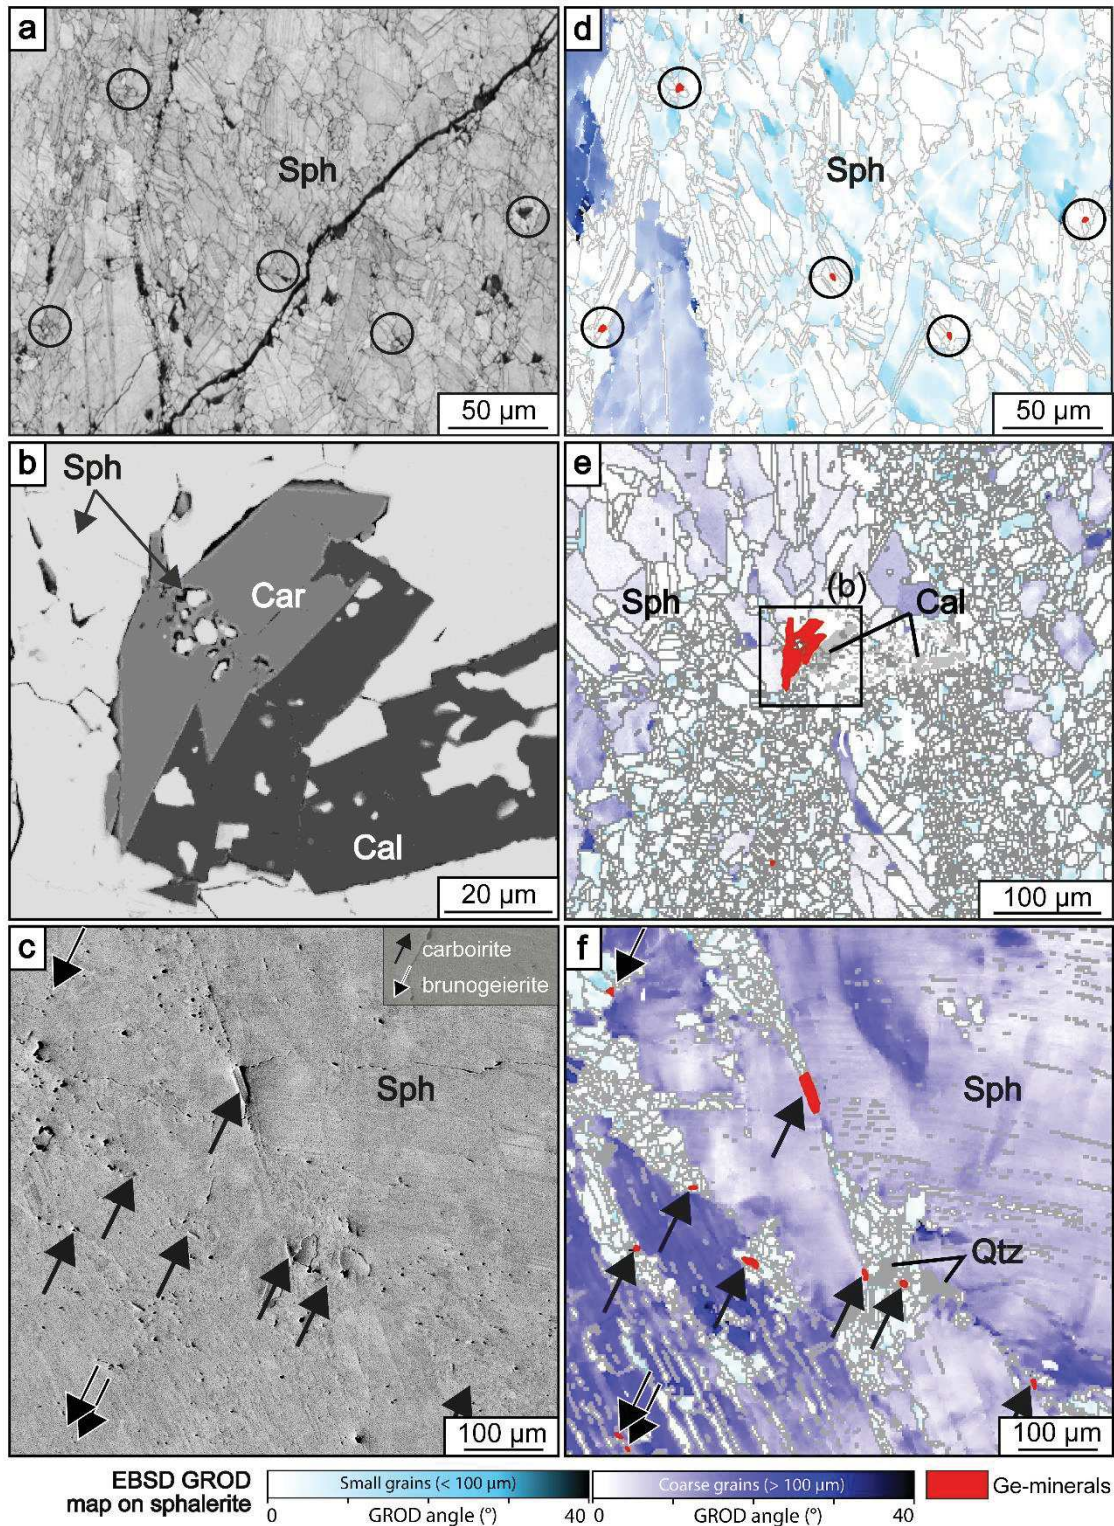 a
Sph
50 µm
d
Sph
50 µm
b
Sph
Car
Cal
20 µm
e
Sph
(b)
Cal
100 µm
c
carboirite
brunogeierite
Sph
100 µm
f
Sph
Qtz
100 µm
EBSD GROD
map on sphalerite
Small grains (< 100 µm)
0 GROD angle (°) 40
Coarse grains (> 100 µm)
0 GROD angle (°) 40
Ge-minerals